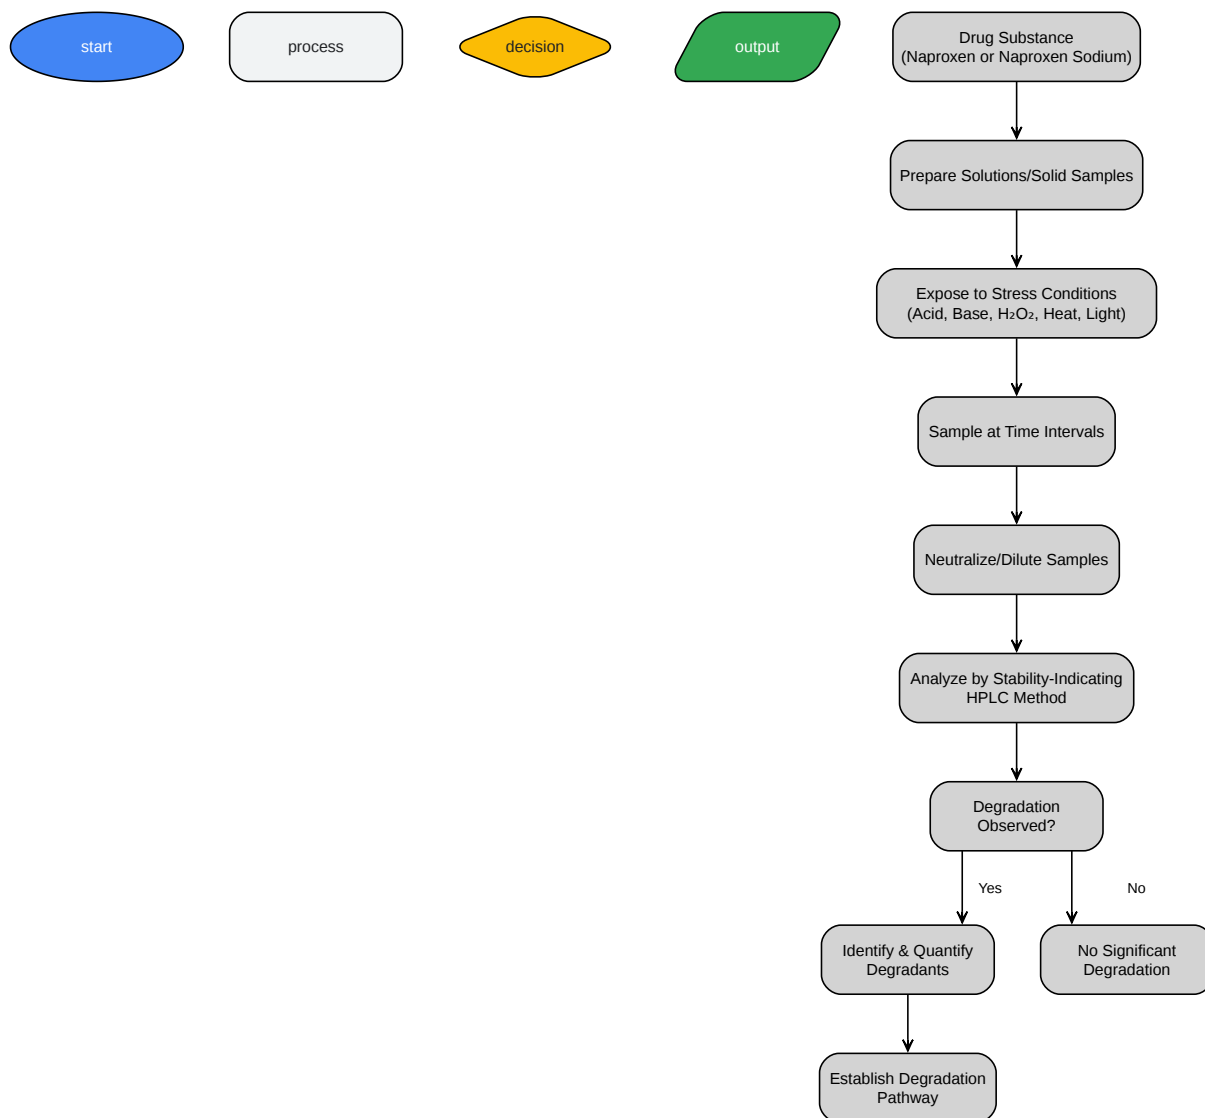 start
process
decision
output
Drug Substance
(Naproxen or Naproxen Sodium)
Prepare Solutions/Solid Samples
Expose to Stress Conditions
(Acid, Base, H₂O₂, Heat, Light)
Sample at Time Intervals
Neutralize/Dilute Samples
Analyze by Stability-Indicating
HPLC Method
Degradation
Observed?
Yes
No
Identify & Quantify
Degradants
No Significant
Degradation
Establish Degradation
Pathway